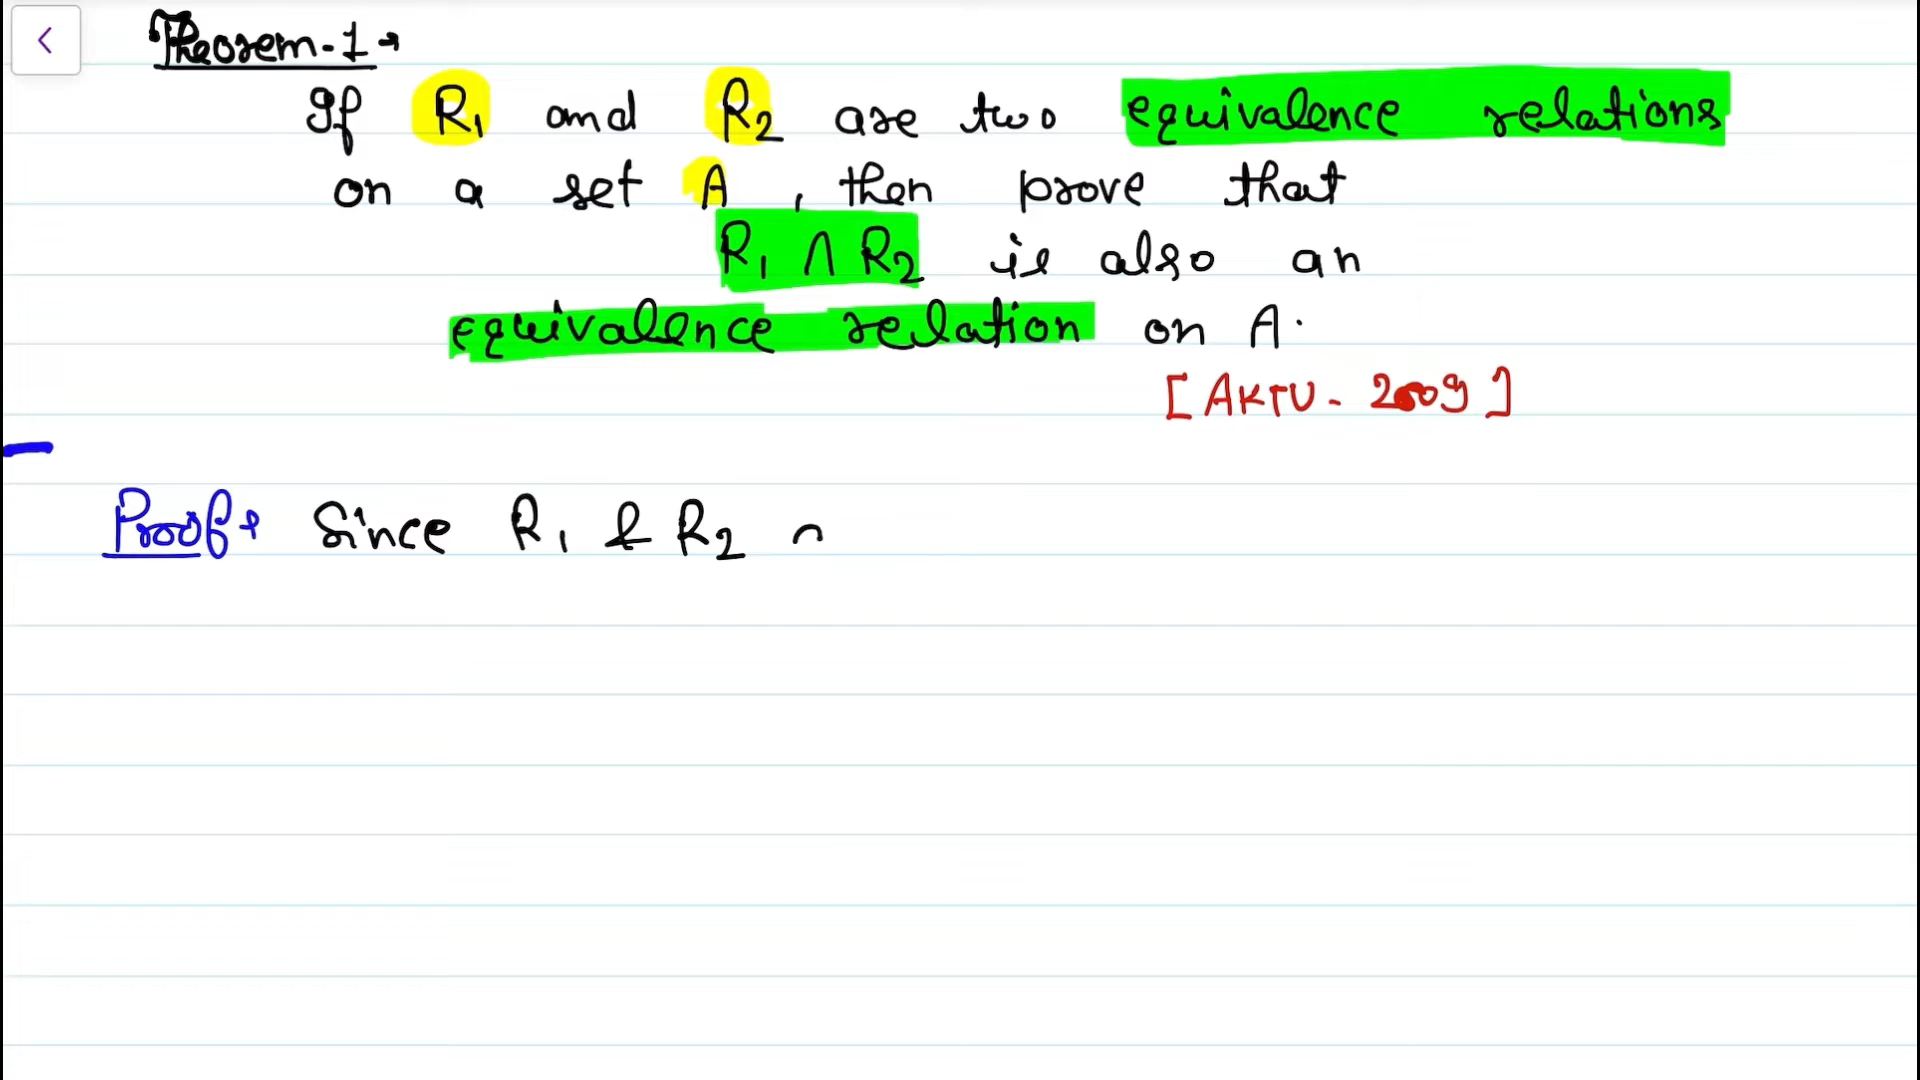 Theorem-1→
If R₁ and R₂ are two equivalence relations
on a set A, then prove that
R₁ ∩ R₂ is also an
equivalence relation on A.
[AKTU - 2009]
Proof→ Since R₁ & R₂